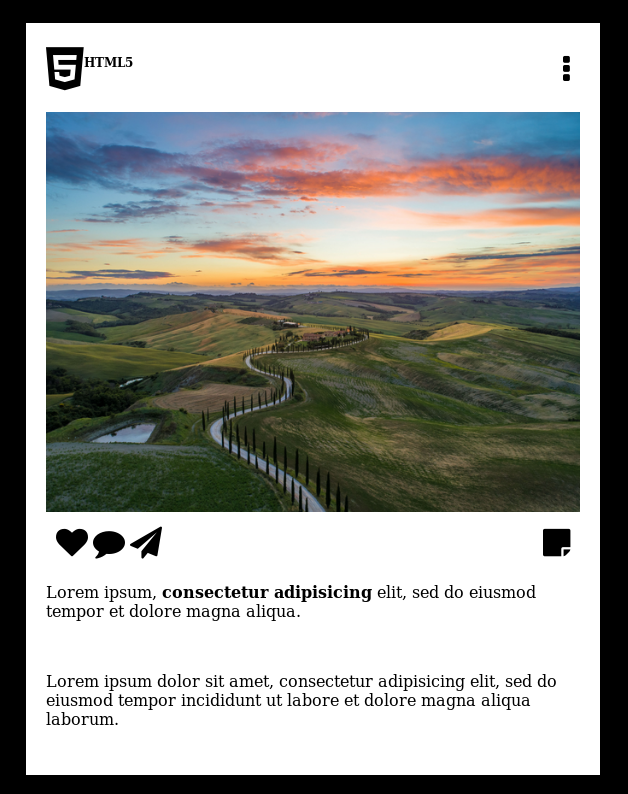 HTML5
Lorem ipsum, consectetur adipisicing elit, sed do eiusmod
tempor et dolore magna aliqua.
Lorem ipsum dolor sit amet, consectetur adipisicing elit, sed do
eiusmod tempor incididunt ut labore et dolore magna aliqua
laborum.